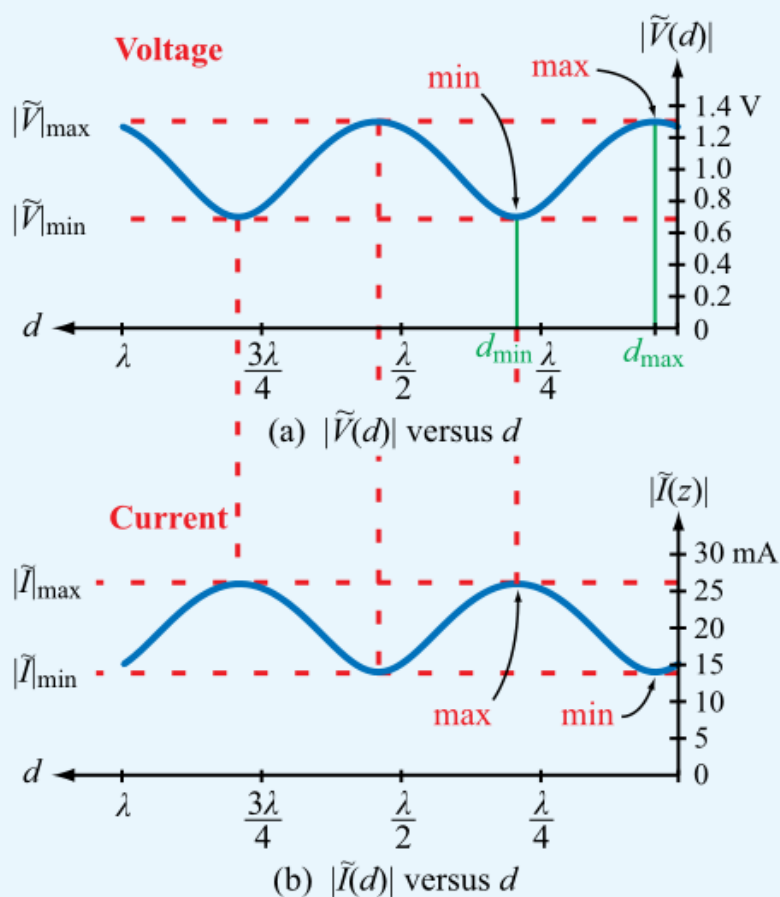 |Ṽ(d)|
Voltage
min
max
|Ṽ|max
1.4 V
1.2
1.0
0.8
|Ṽ|min
0.6
0.4
0.2
0
d
λ
3λ/4
λ/2
dmin
λ/4
dmax
(a) |Ṽ(d)| versus d
|Ĩ(z)|
Current
30 mA
|Ĩ|max
25
20
15
|Ĩ|min
max
min
10
5
0
d
λ
3λ/4
λ/2
λ/4
(b) |Ĩ(d)| versus d